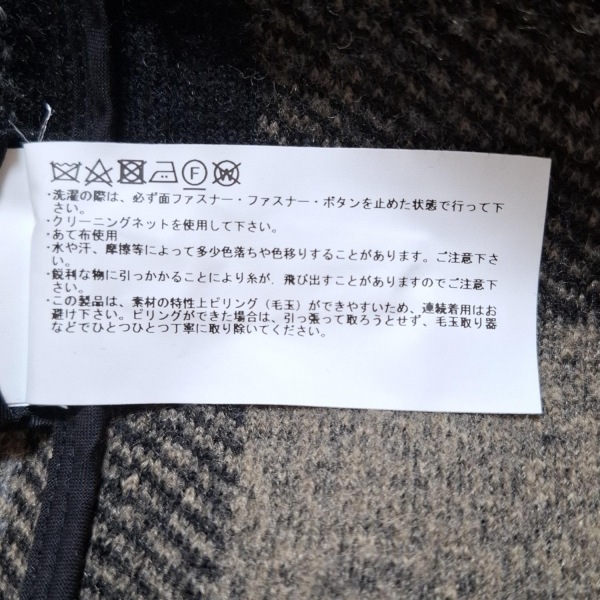 ・洗濯の際は、必ず面ファスナー・ファスナー・ボタンを止めた状態で行って下
さい。
・クリーニングネットを使用して下さい。
・あて布使用
・水や汗、摩擦等によって多少色落ちや色移りすることがあります。ご注意下さ
い。
・鋭利な物に引っかかることにより糸が、飛び出すことがありますのでご注意下さ
い。
・この製品は、素材の特性上ピリング（毛玉）ができやすいため、連続着用はお
避け下さい。ピリングができた場合は、引っ張って取ろうとせず、毛玉取り器
などでひとつひとつ丁寧に取り除いてください。
F W